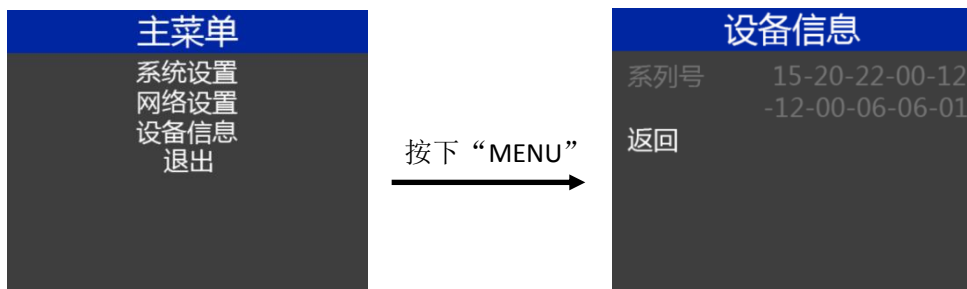 主菜单
系统设置
网络设置
设备信息
退出
按下“MENU”
设备信息
系列号 15-20-22-00-12
-12-00-06-06-01
返回